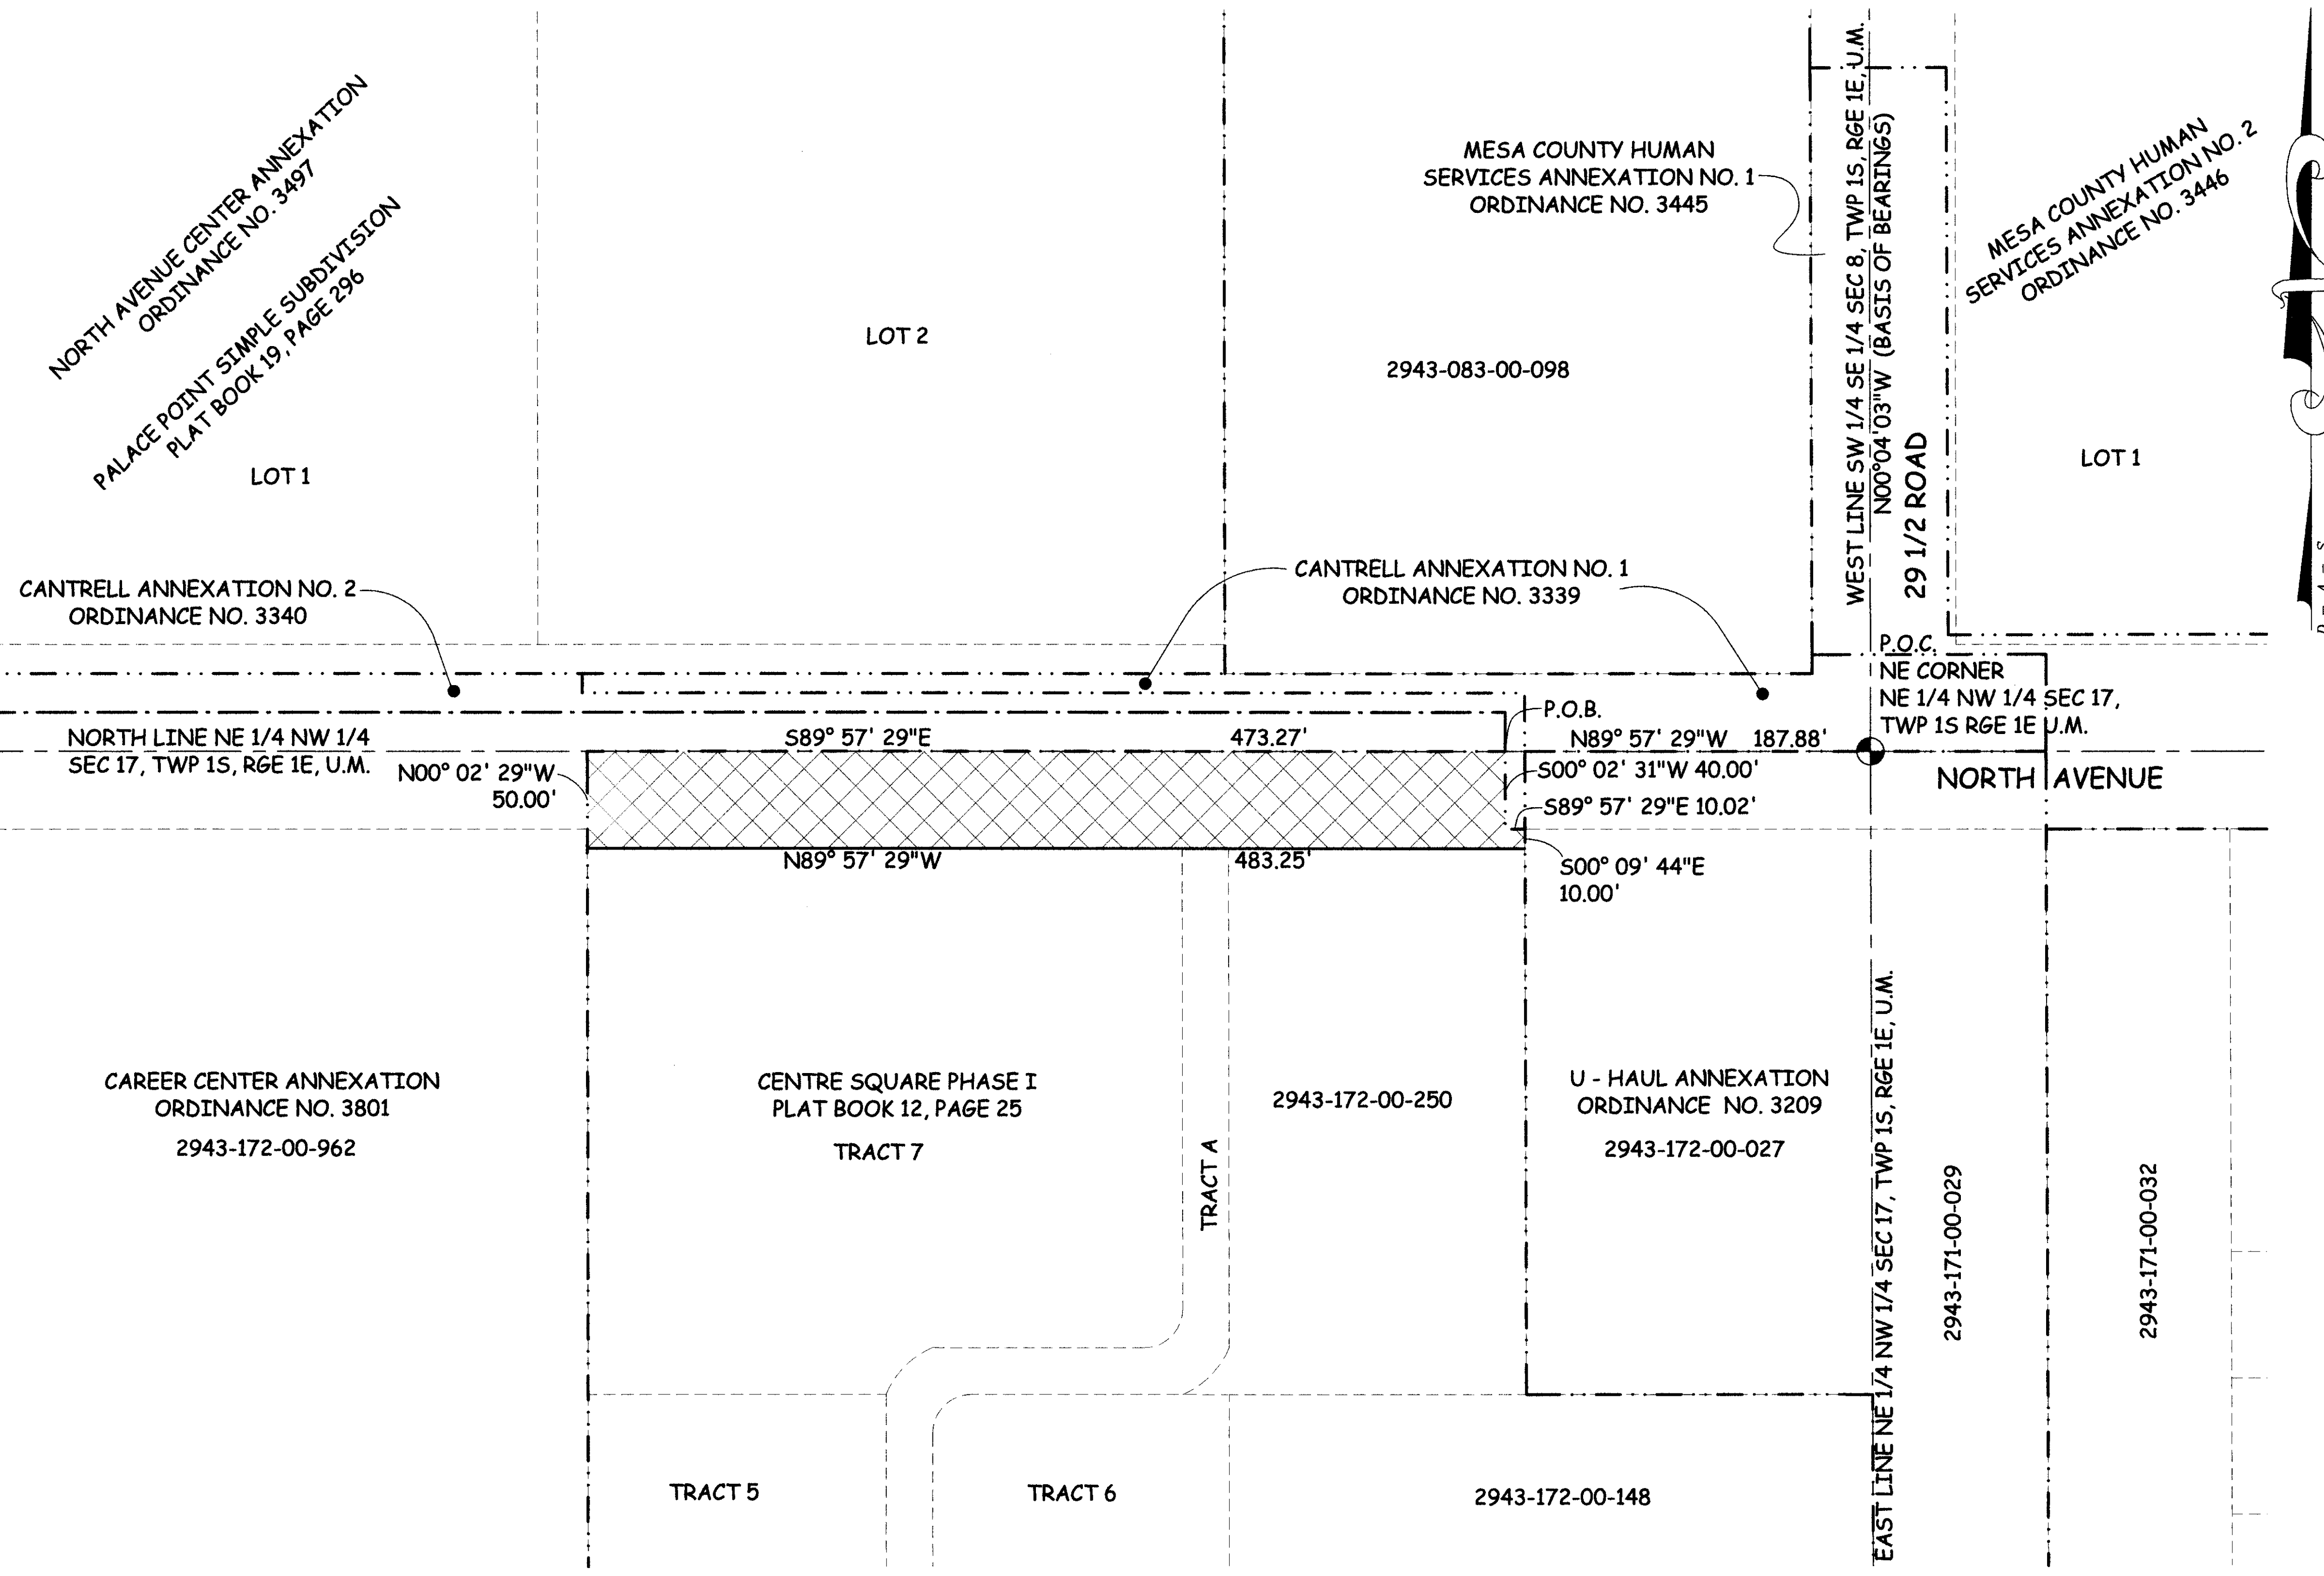 NORTH AVENUE CENTER ANNEXATION
ORDINANCE NO. 3497
PALACE POINT SIMPLE SUBDIVISION
PLAT BOOK 19, PAGE 296
LOT 1
LOT 2
MESA COUNTY HUMAN
SERVICES ANNEXATION NO. 1
ORDINANCE NO. 3445
2943-083-00-098
WEST LINE SW 1/4 SE 1/4 SEC 8, TWP 1S, RGE 1E, U.M.
N00°04'03"W (BASIS OF BEARINGS)
29 1/2 ROAD
MESA COUNTY HUMAN
SERVICES ANNEXATION NO. 2
ORDINANCE NO. 3446
LOT 1
CANTRELL ANNEXATION NO. 2
ORDINANCE NO. 3340
CANTRELL ANNEXATION NO. 1
ORDINANCE NO. 3339
P.O.C.
NE CORNER
NE 1/4 NW 1/4 SEC 17,
TWP 1S RGE 1E U.M.
P.O.B.
NORTH LINE NE 1/4 NW 1/4
SEC 17, TWP 1S, RGE 1E, U.M.
S89° 57' 29"E 473.27'
N89° 57' 29"W 187.88'
N00° 02' 29"W
50.00'
S00° 02' 31"W 40.00'
S89° 57' 29"E 10.02'
NORTH AVENUE
N89° 57' 29"W 483.25'
S00° 09' 44"E
10.00'
CAREER CENTER ANNEXATION
ORDINANCE NO. 3801
2943-172-00-962
CENTRE SQUARE PHASE I
PLAT BOOK 12, PAGE 25
TRACT 7
TRACT A
2943-172-00-250
U - HAUL ANNEXATION
ORDINANCE NO. 3209
2943-172-00-027
EAST LINE NE 1/4 NW 1/4 SEC 17, TWP 1S, RGE 1E, U.M.
2943-171-00-029
2943-171-00-032
TRACT 5
TRACT 6
2943-172-00-148